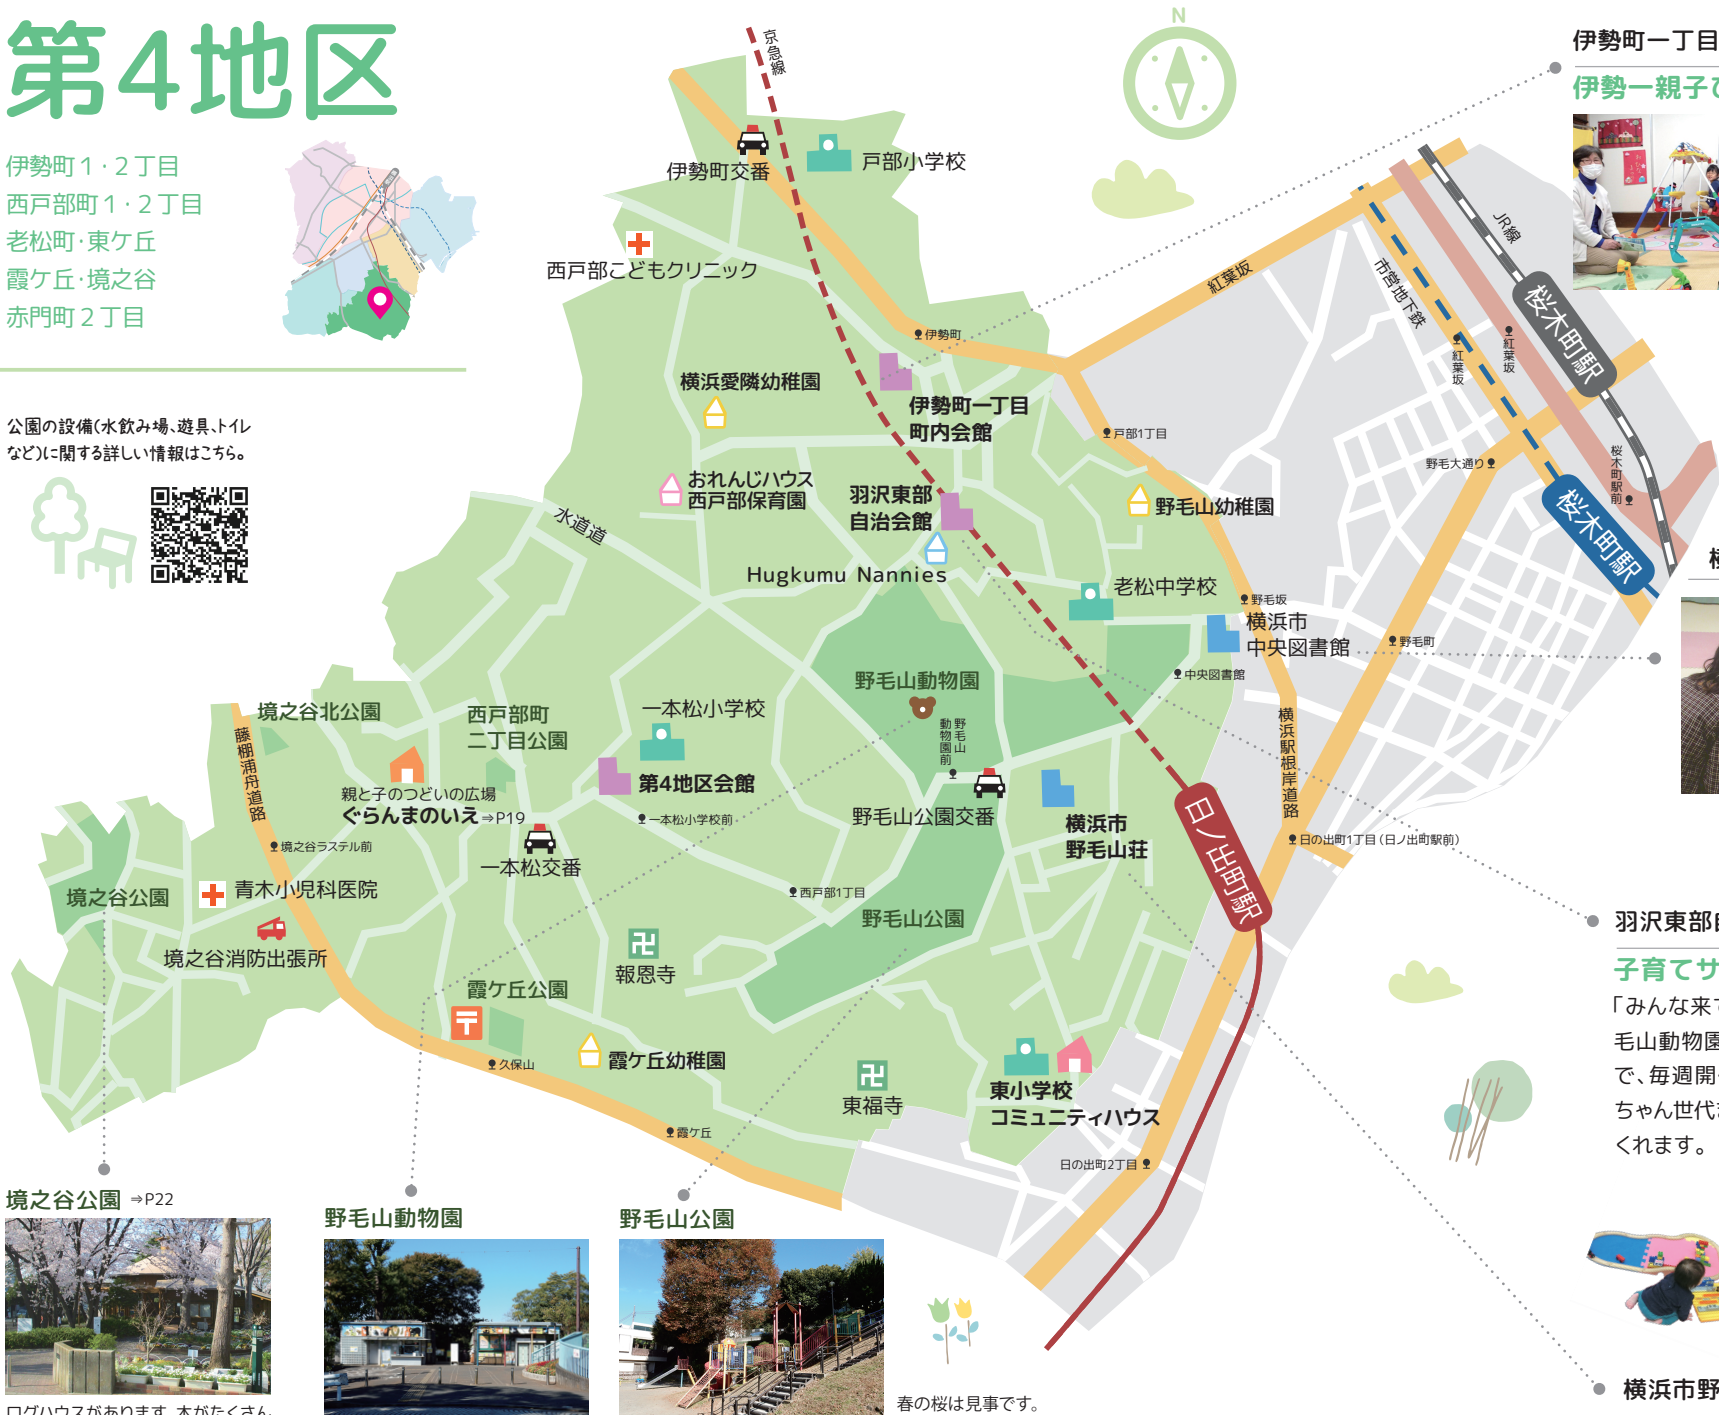 第4地区
伊勢町1・2丁目
西戸部町1・2丁目
老松町・東ケ丘
霞ケ丘・境之谷
赤門町2丁目
公園の設備(水飲み場、遊具、トイレ
など)に関する詳しい情報はこちら。
N
京急線
伊勢町交番
戸部小学校
西戸部こどもクリニック
伊勢町
紅葉坂
JR線
市営地下鉄
桜木町駅
紅葉坂
紅葉坂
横浜愛隣幼稚園
伊勢町一丁目
町内会館
戸部1丁目
野毛大通り
桜木町駅前
桜木町駅
おれんじハウス
西戸部保育園
羽沢東部
自治会館
野毛山幼稚園
水道道
Hugkumu Nannies
老松中学校
野毛坂
横浜市
中央図書館
野毛町
中央図書館
野毛山動物園
野毛山
動物園前
境之谷北公園
西戸部町
二丁目公園
一本松小学校
藤棚浦舟道路
横浜駅根岸道路
親と子のつどいの広場
ぐらんまのいえ⇒P19
第4地区会館
一本松小学校前
野毛山公園交番
横浜市
野毛山荘
日ノ出町駅
日の出町1丁目(日ノ出町駅前)
境之谷ラステル前
一本松交番
境之谷公園
青木小児科医院
西戸部1丁目
野毛山公園
境之谷消防出張所
報恩寺
霞ケ丘公園
久保山
霞ケ丘幼稚園
東福寺
東小学校
コミュニティハウス
霞ケ丘
日の出町2丁目
境之谷公園 ⇒P22
ログハウスがあります。木がたくさん
野毛山動物園
野毛山公園
春の桜は見事です。
伊勢町一丁目
伊勢一親子ひ
羽沢東部自
子育てサ
「みんな来て
毛山動物園
で、毎週開
ちゃん世代
くれます。
横浜市野